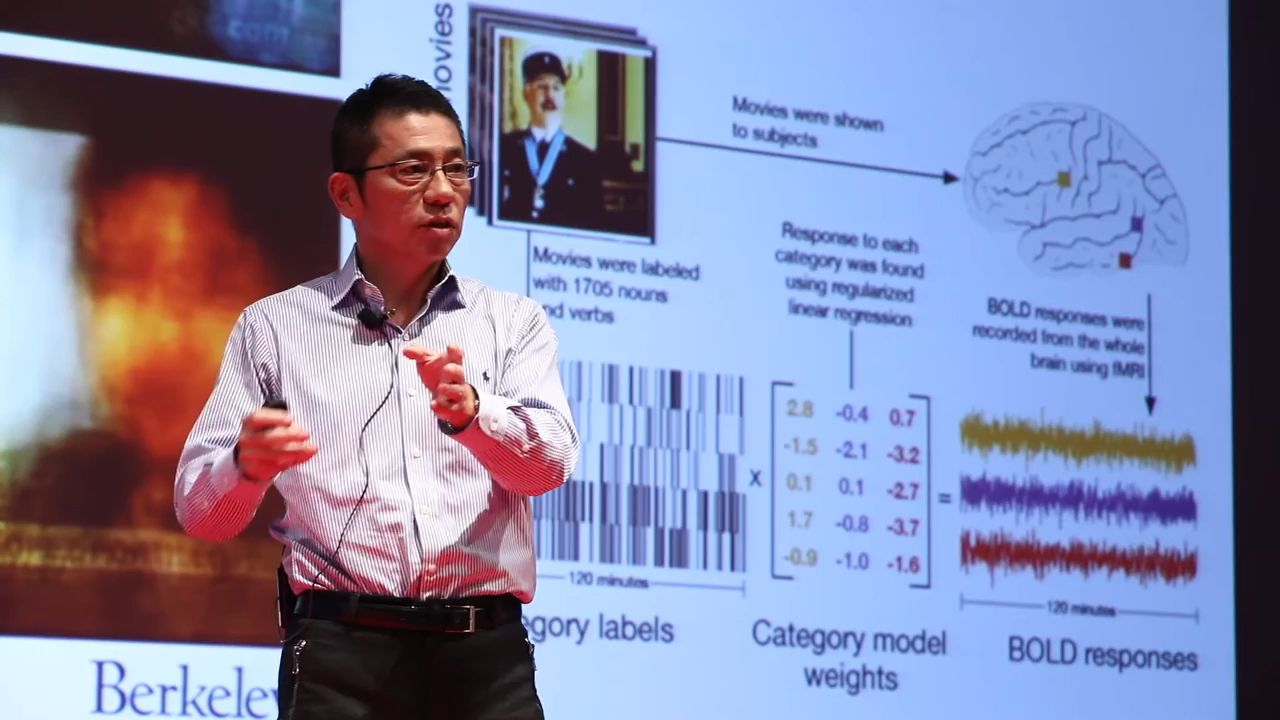 movies
Movies were shown
to subjects
Movies were labeled
with 1705 nouns
and verbs
Response to each
category was found
using regularized
linear regression
BOLD responses were
recorded from the whole
brain using fMRI
x
2.8 -0.4 0.7
-1.5 -2.1 -3.2
0.1 0.1 -2.7
1.7 -0.8 -3.7
-0.9 -1.0 -1.6
=
120 minutes
120 minutes
egory labels
Category model
weights
BOLD responses
Berkeley